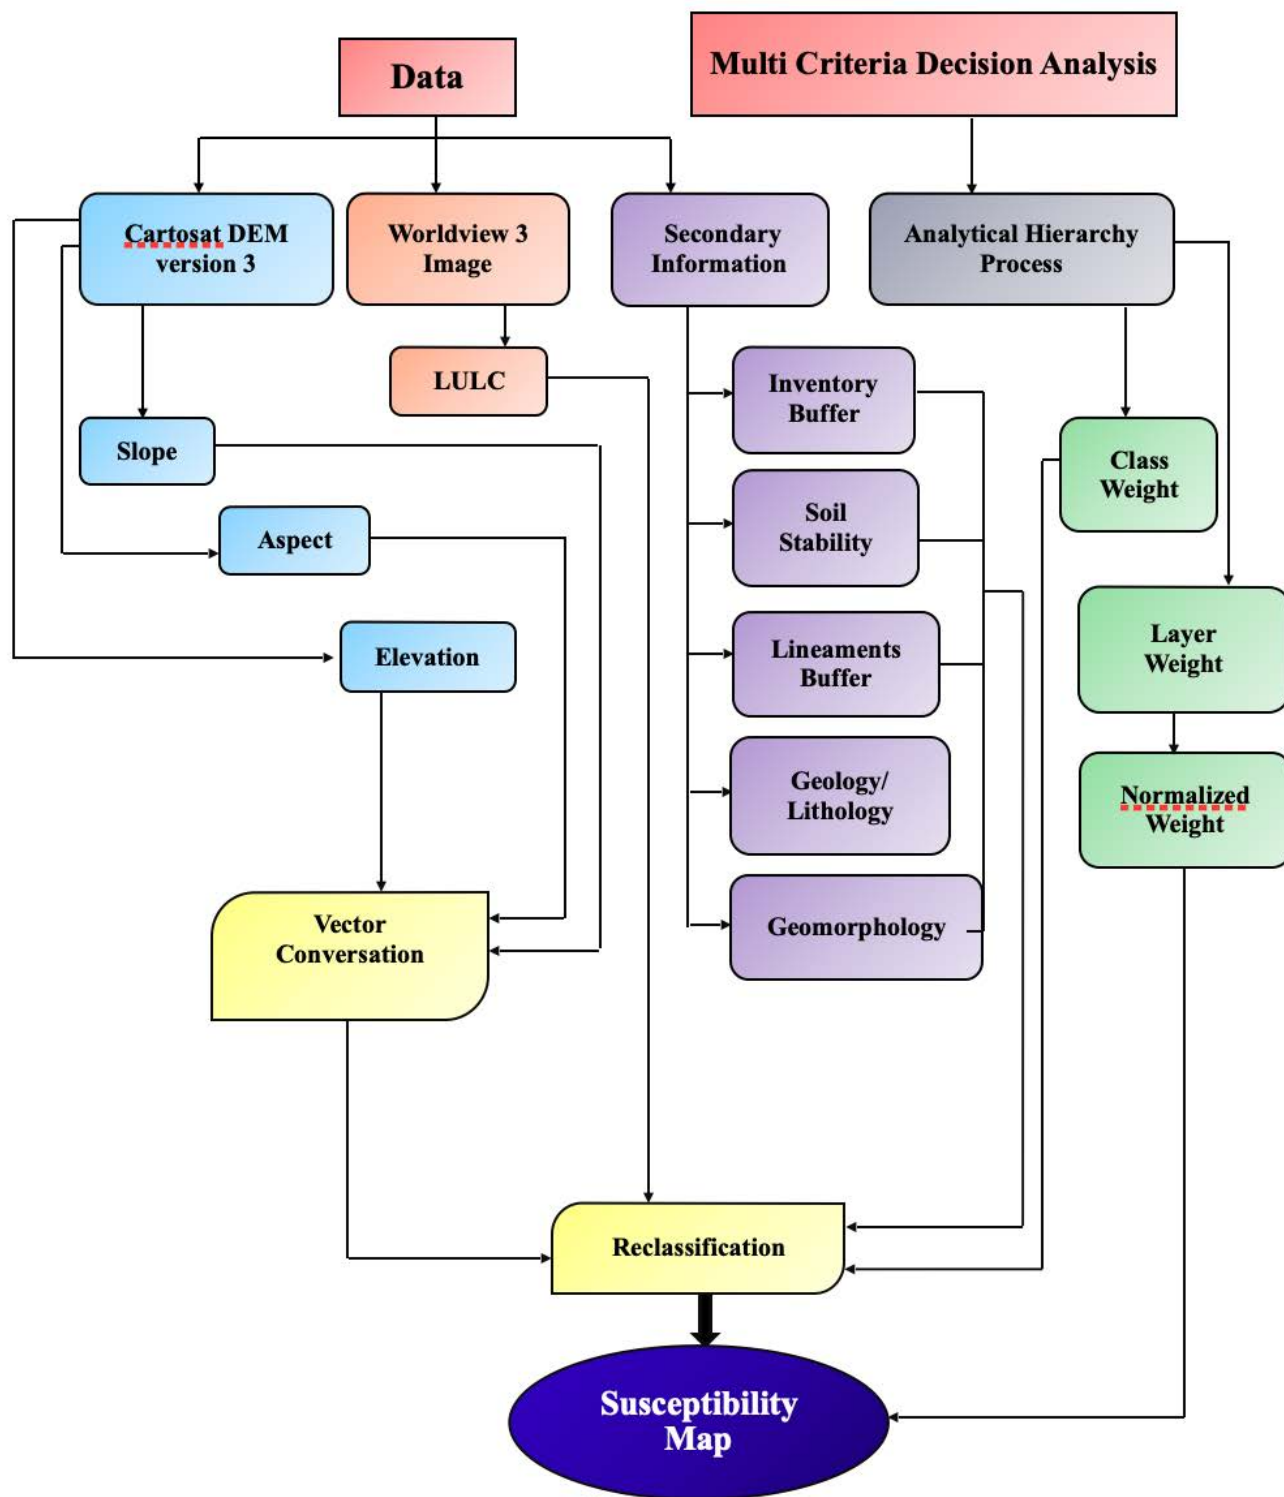 Data
Multi Criteria Decision Analysis
Cartosat DEM
version 3
Worldview 3
Image
Secondary
Information
Analytical Hierarchy
Process
LULC
Inventory
Buffer
Slope
Class
Weight
Soil
Stability
Aspect
Layer
Weight
Elevation
Lineaments
Buffer
Geology/
Lithology
Normalized
Weight
Vector
Conversation
Geomorphology
Reclassification
Susceptibility
Map